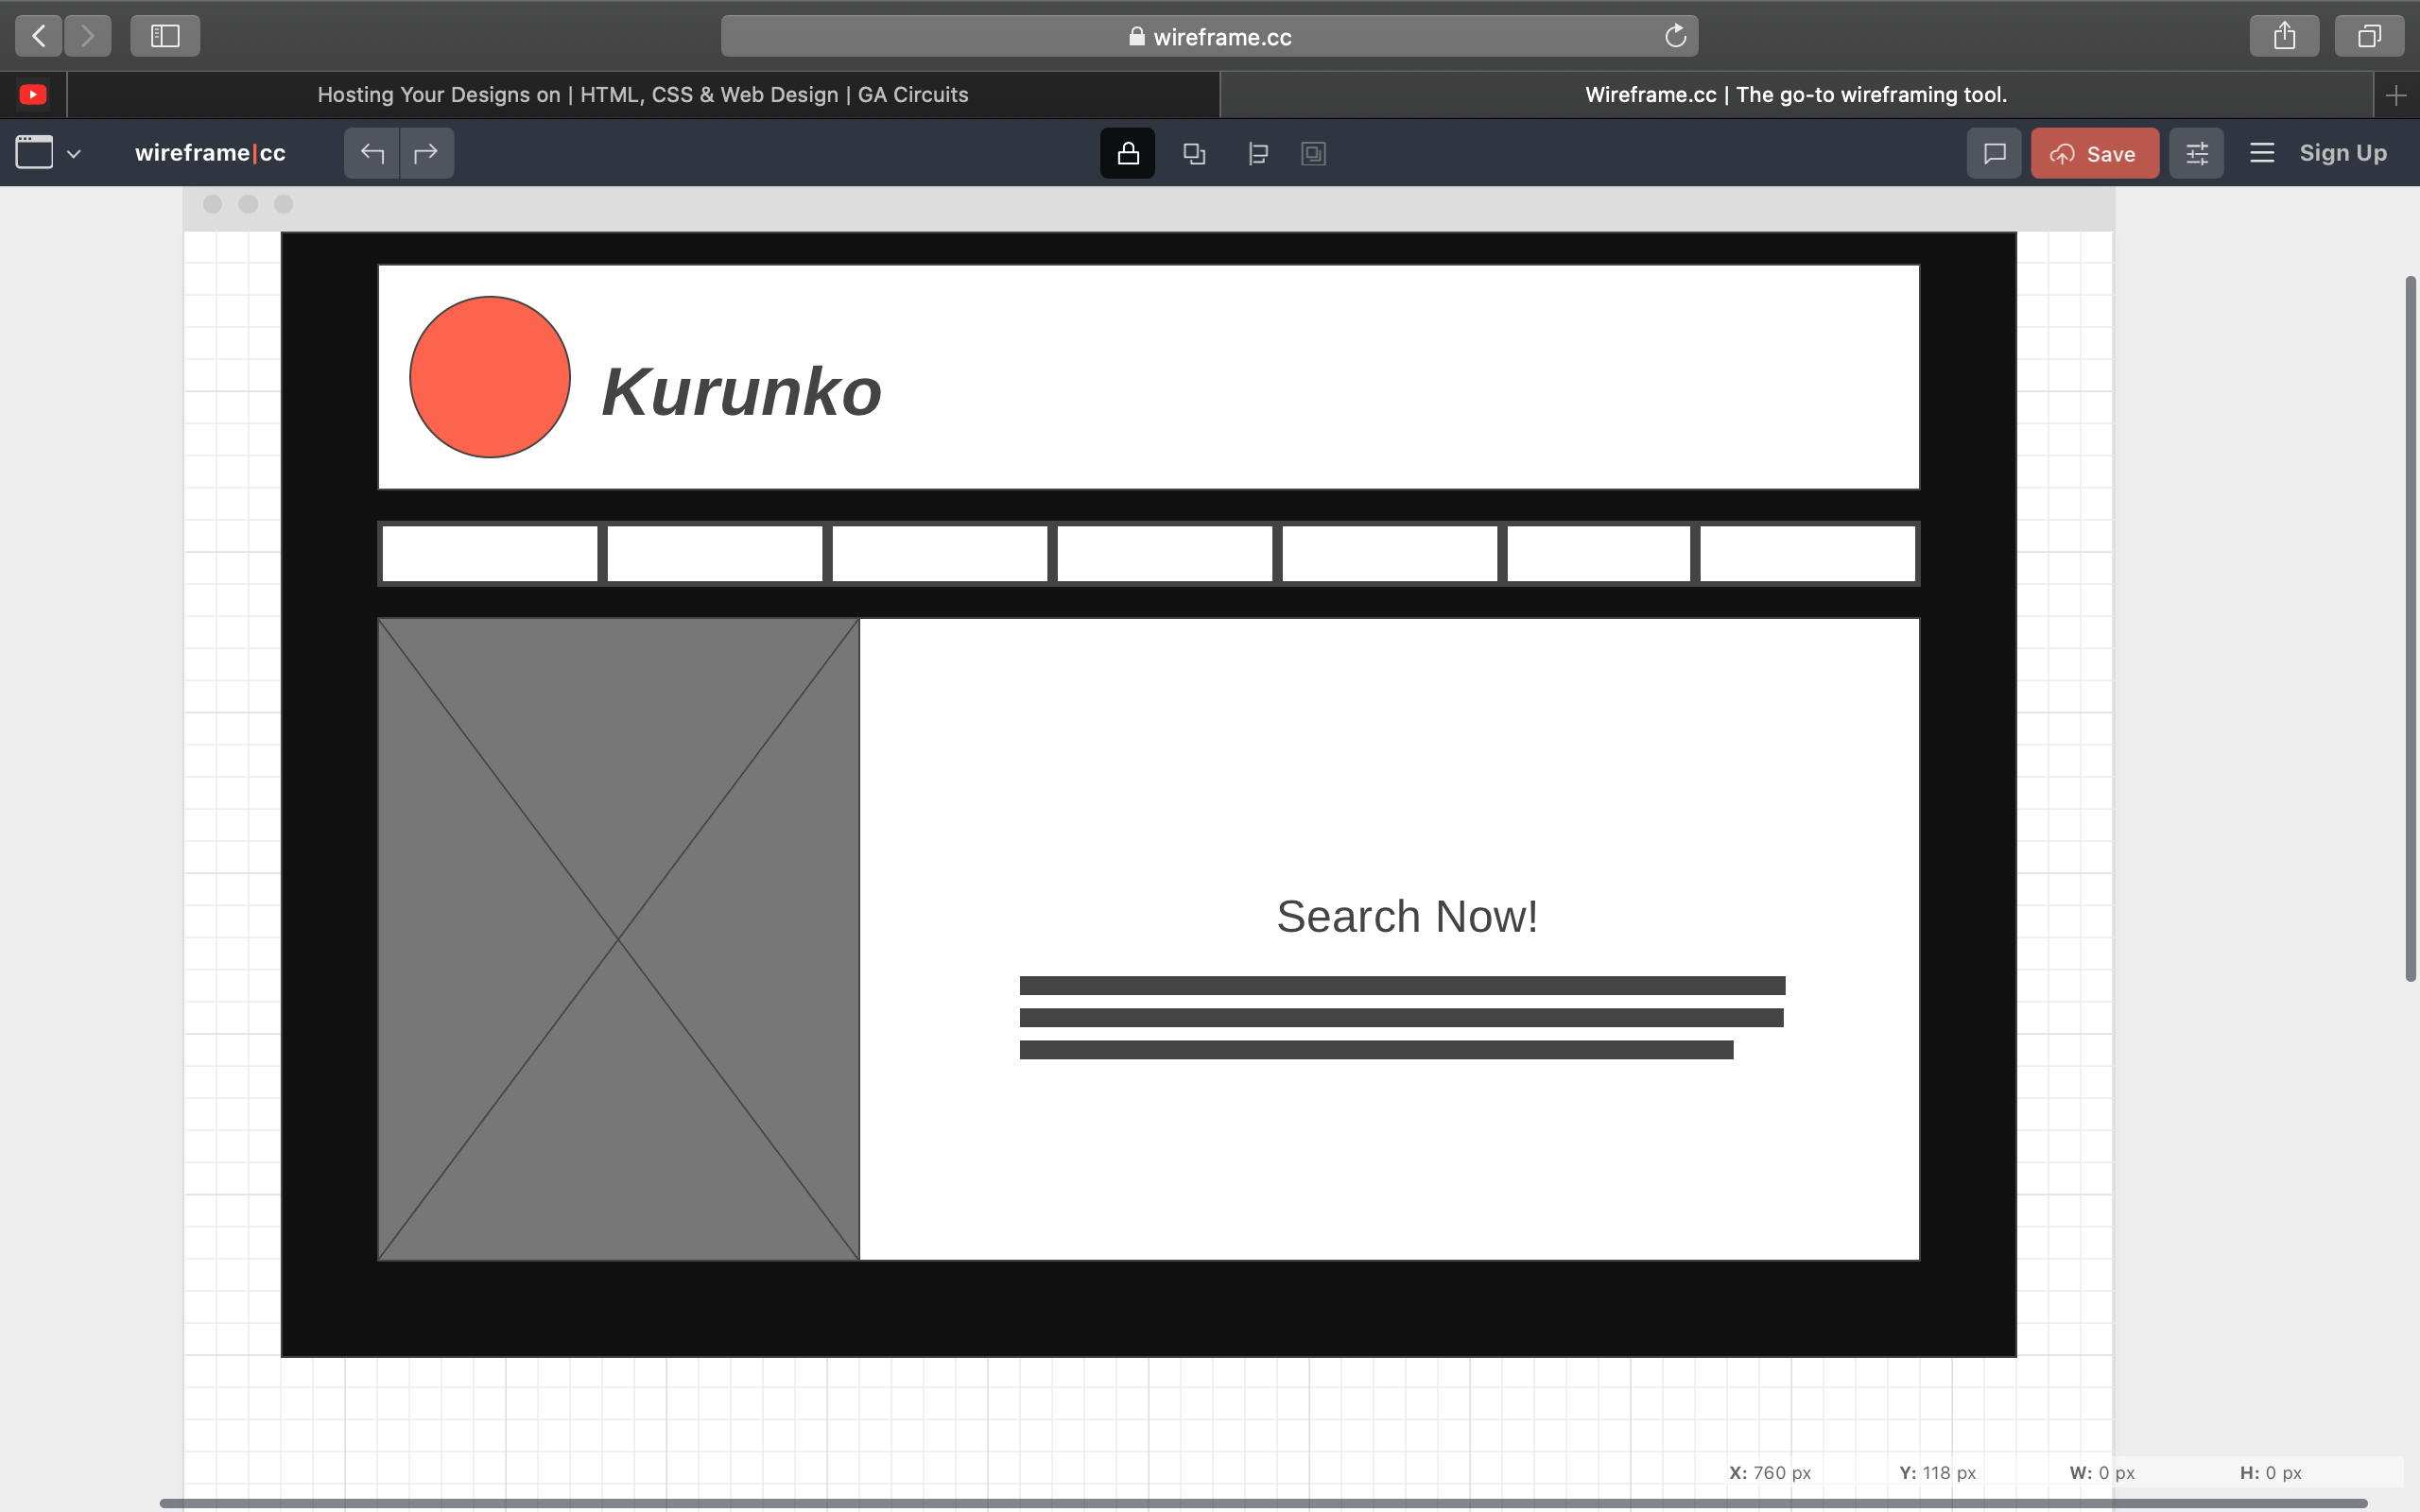 wireframe.cc
Hosting Your Designs on | HTML, CSS & Web Design | GA Circuits
Wireframe.cc | The go-to wireframing tool.
wireframe|cc
Save
Sign Up
Kurunko
Search Now!
X: 760 px Y: 118 px W: 0 px H: 0 px